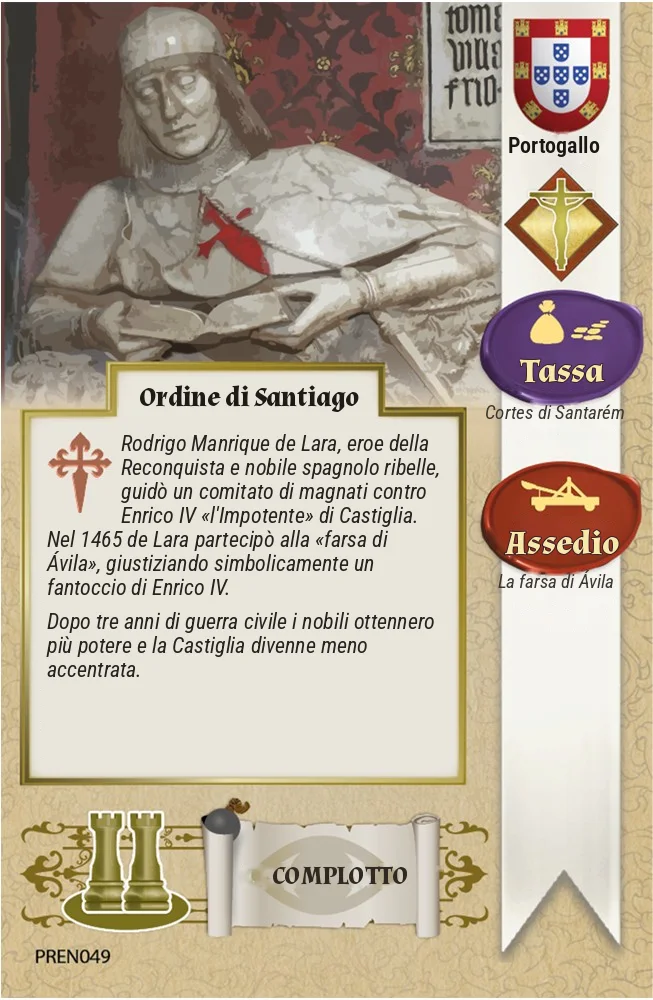 toms
Portogallo
Tassa
Cortes di Santarém
Assedio
La farsa di Ávila
Ordine di Santiago
Rodrigo Manrique de Lara, eroe della
Reconquista e nobile spagnolo ribelle,
guidò un comitato di magnati contro
Enrico IV «l'Impotente» di Castiglia.
Nel 1465 de Lara partecipò alla «farsa di
Ávila», giustiziando simbolicamente un
fantoccio di Enrico IV.
Dopo tre anni di guerra civile i nobili ottennero
più potere e la Castiglia divenne meno
accentrata.
COMPLOTTO
PREN049